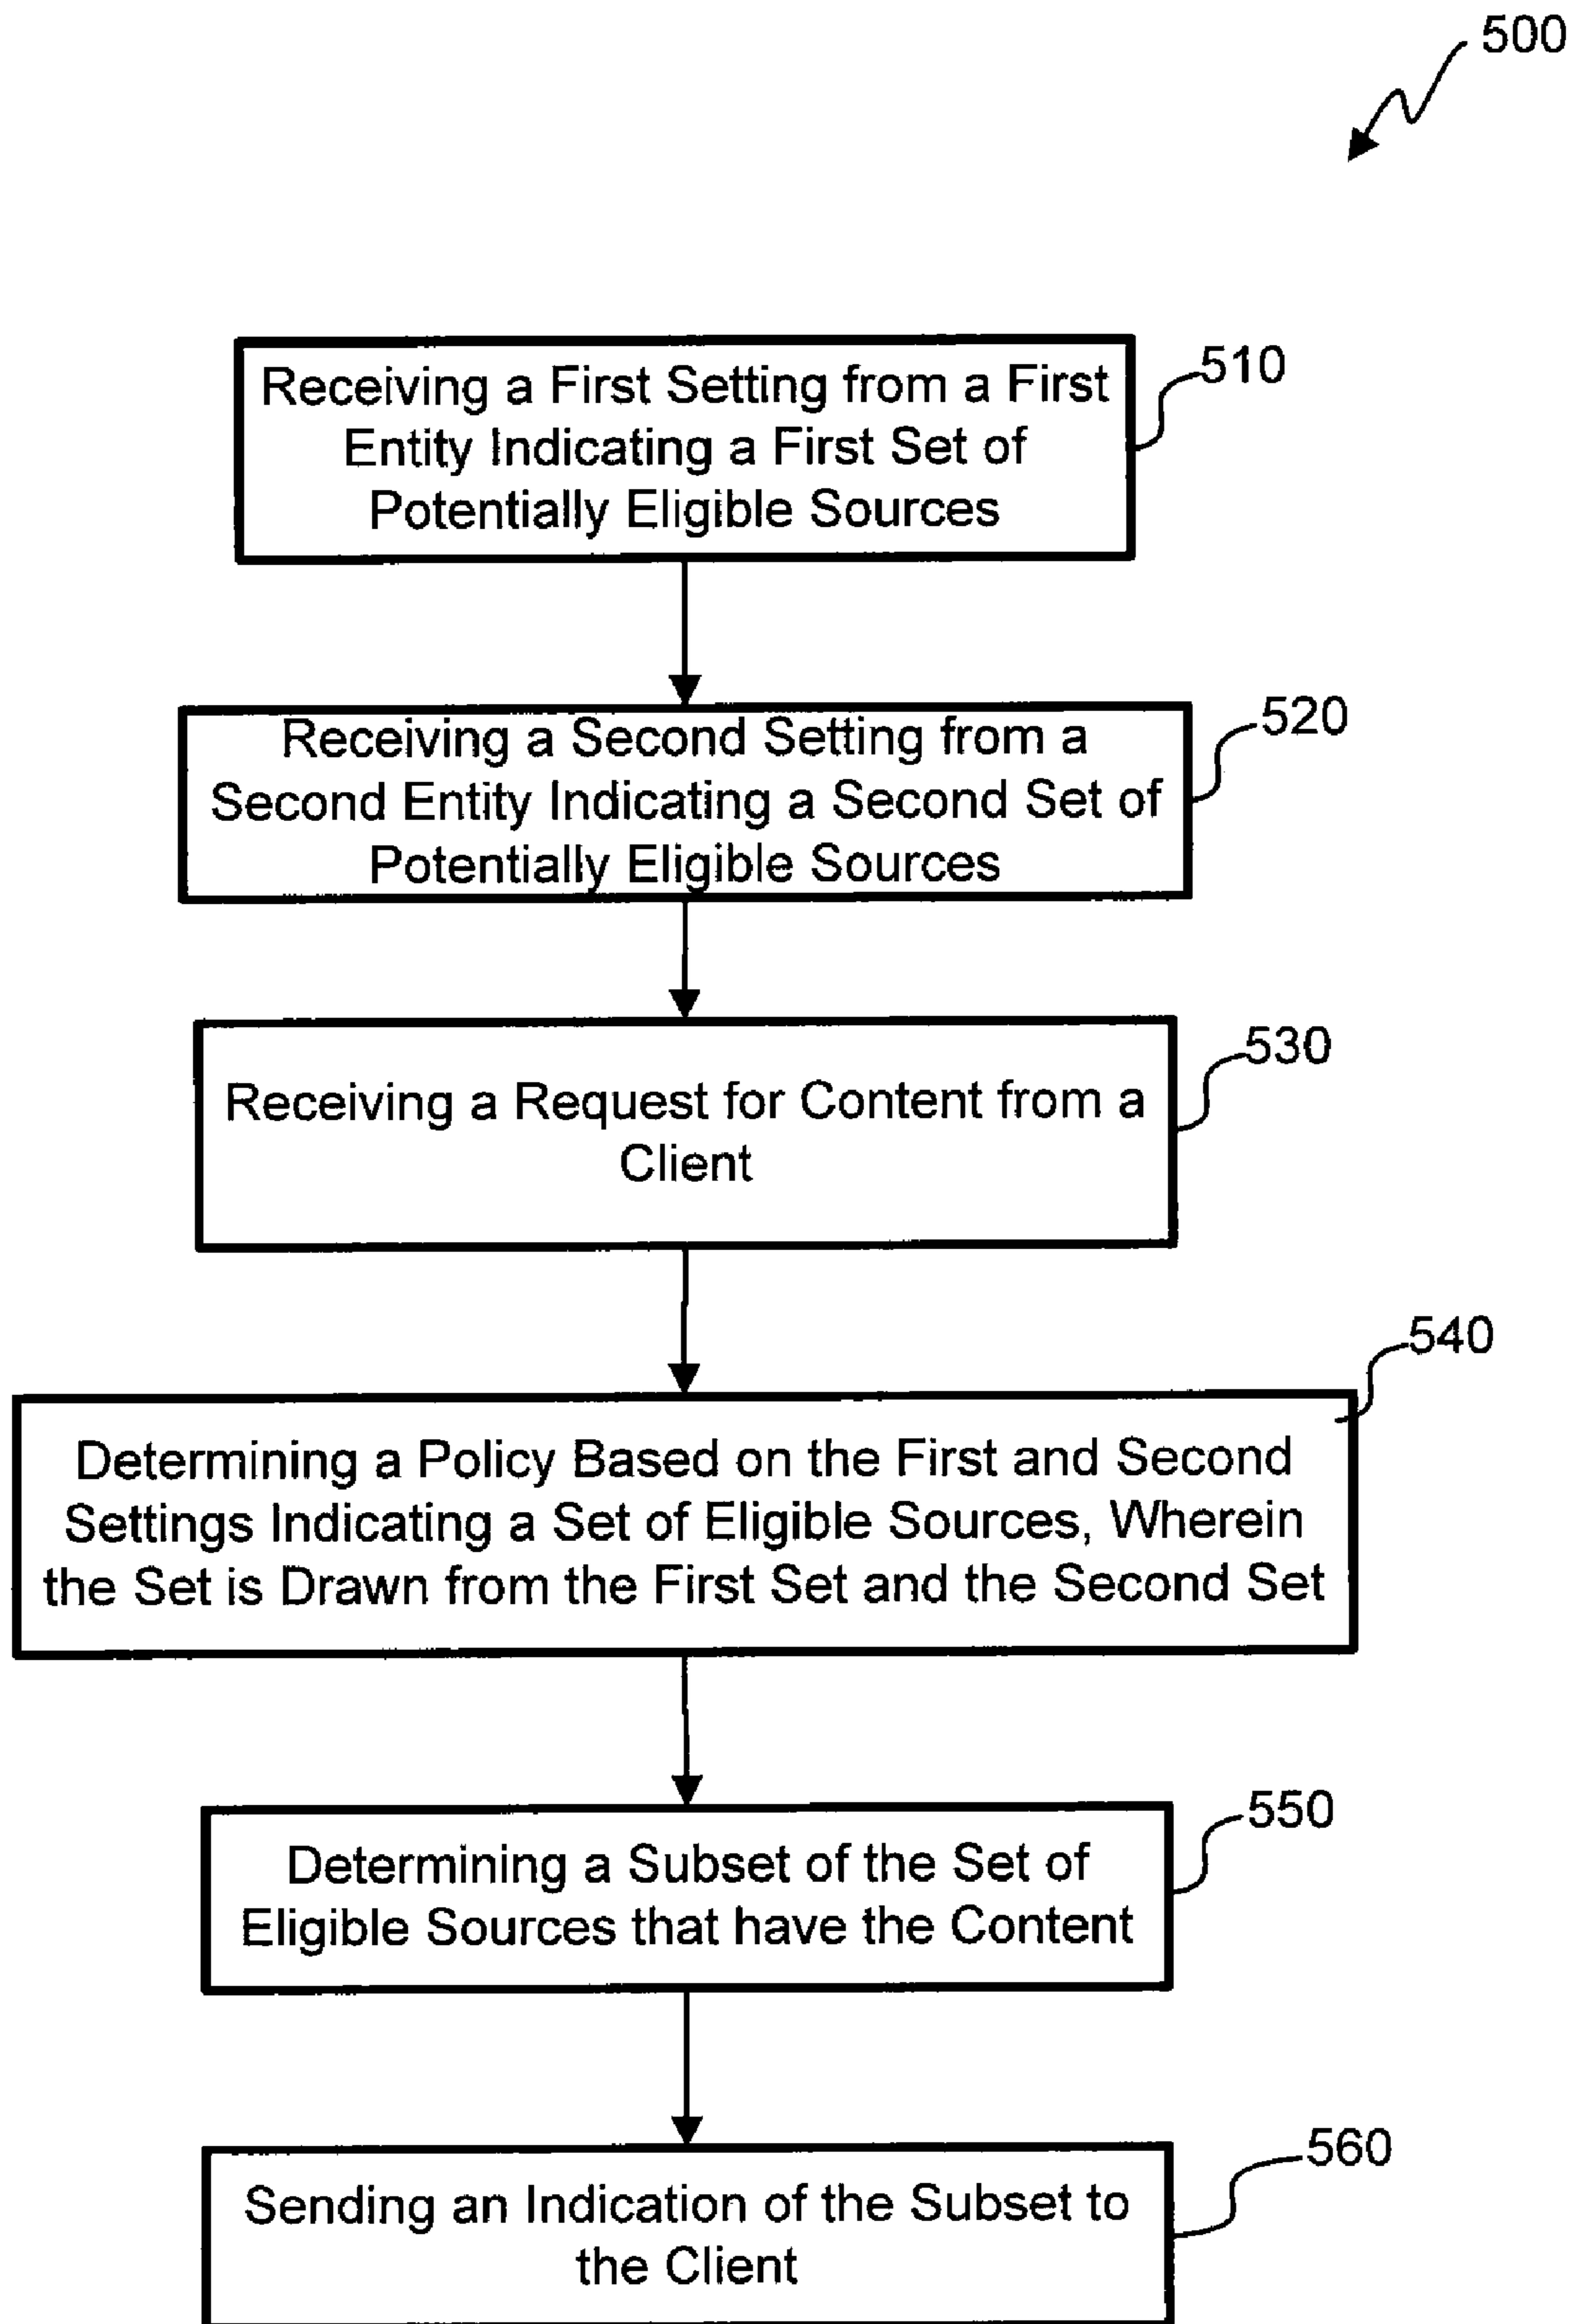 500
Receiving a First Setting from a First
Entity Indicating a First Set of
Potentially Eligible Sources
510
Receiving a Second Setting from a
Second Entity Indicating a Second Set of
Potentially Eligible Sources
520
Receiving a Request for Content from a
Client
530
Determining a Policy Based on the First and Second
Settings Indicating a Set of Eligible Sources, Wherein
the Set is Drawn from the First Set and the Second Set
540
Determining a Subset of the Set of
Eligible Sources that have the Content
550
Sending an Indication of the Subset to
the Client
560